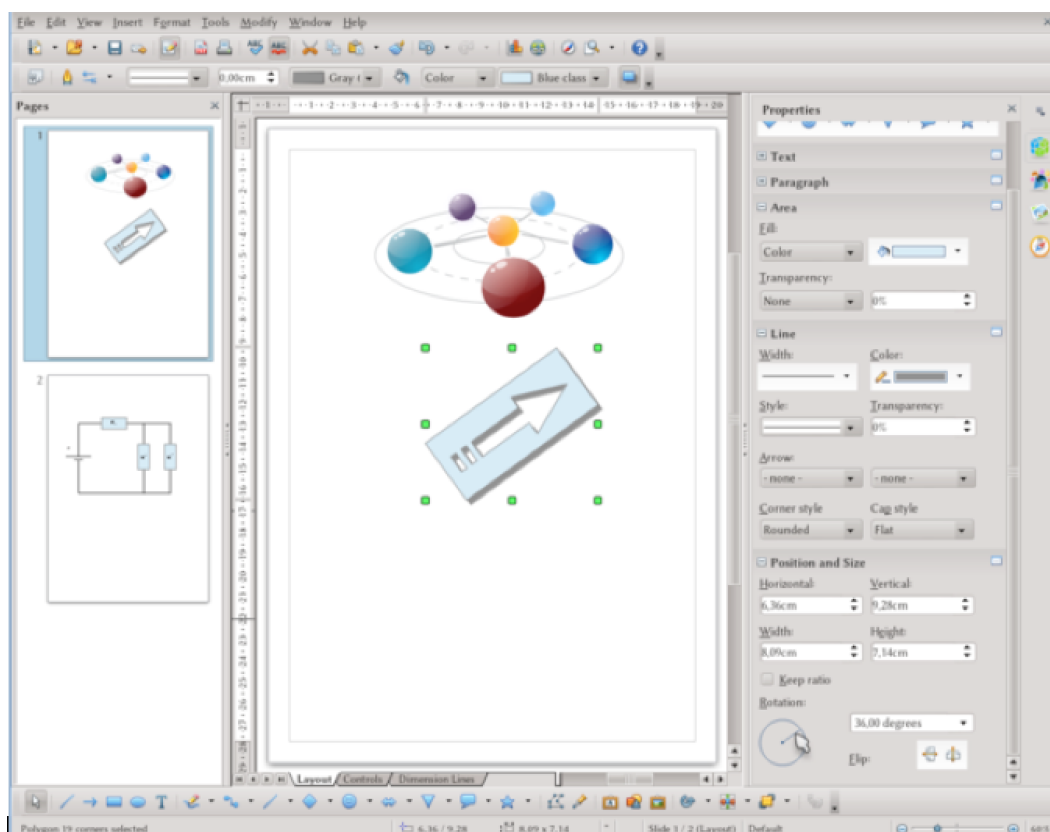 File Edit View Insert Format Tools Modify Window Help
0,00cm Gray 1 Color Blue class
Pages
1
2
Properties
Text
Paragraph
Area
Fill:
Color
Transparency:
None 0%
Line
Width: Color:
Style: Transparency:
0%
Arrow:
- none - - none -
Corner style Cap style
Rounded Flat
Position and Size
Horizontal: Vertical:
6,36cm 9,28cm
Width: Height:
8,09cm 7,14cm
Keep ratio
Rotation:
36,00 degrees
Flip:
Layout Controls Dimension Lines
Polygon 19 corners selected 6,36 / 9,28 8,09 x 7,14 * Slide 1 / 2 (Layout) Default